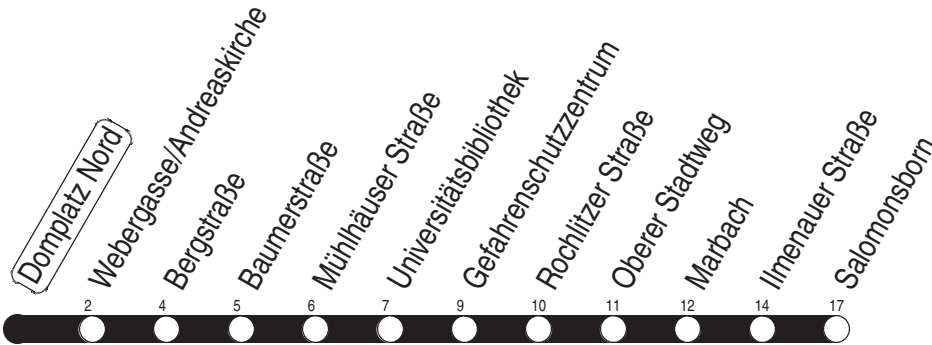 Domplatz Nord
Webergasse/Andreaskirche
Bergstraße
Baumerstraße
Mühlhäuser Straße
Universitätsbibliothek
Gefahrenschutzzentrum
Rochlitzer Straße
Oberer Stadtweg
Marbach
Ilmenauer Straße
Salomonsborn
2 4 5 6 7 9 10 11 12 14 17